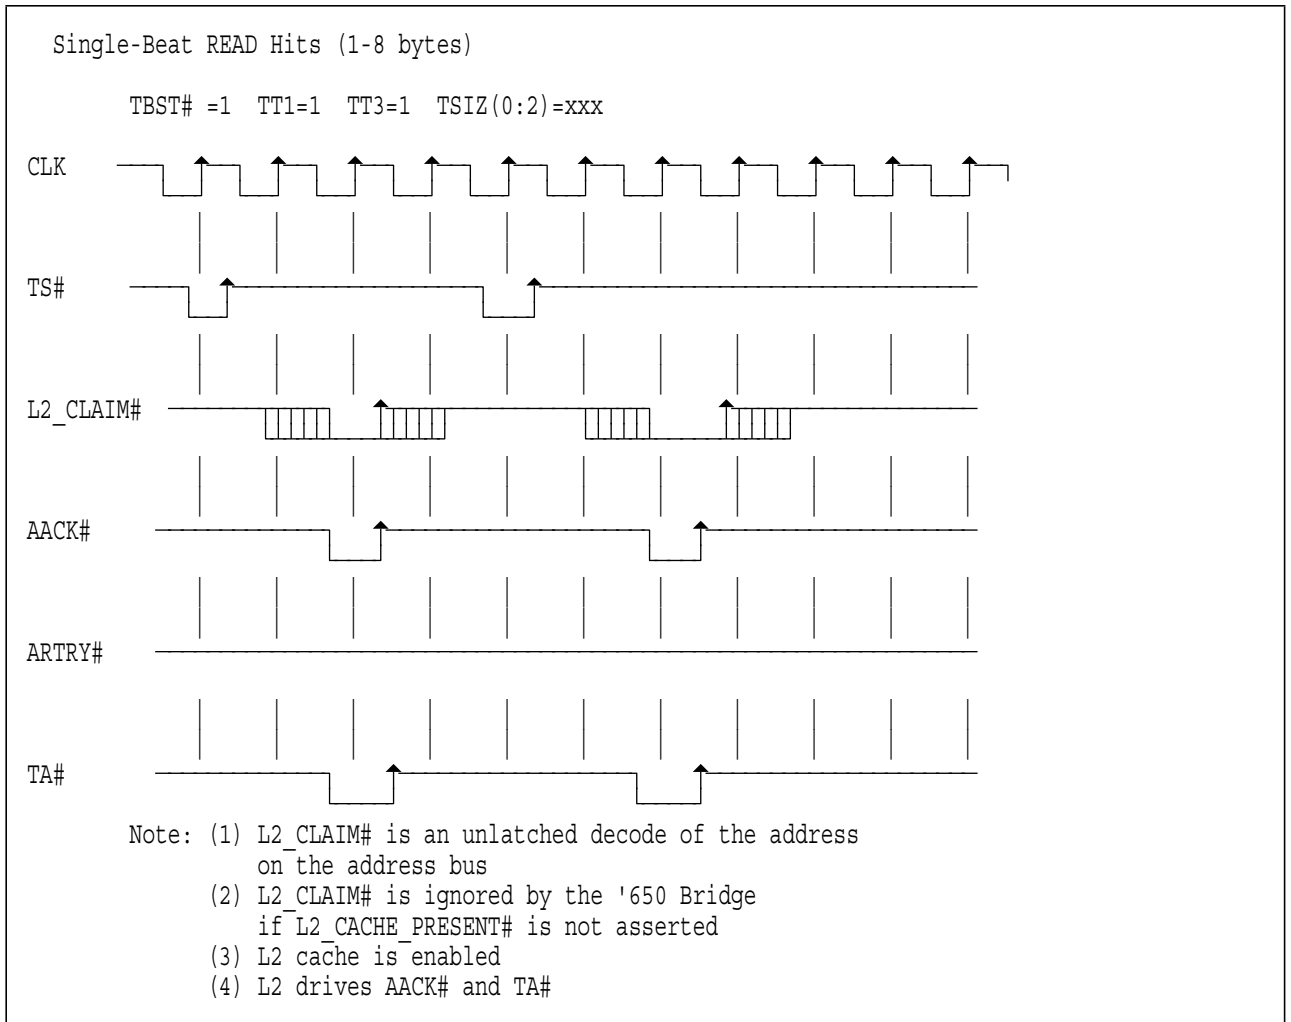 Single-Beat READ Hits (1-8 bytes)
TBST# =1 TT1=1 TT3=1 TSIZ(0:2)=xxx
CLK
TS#
L2_CLAIM#
AACK#
ARTRY#
TA#
Note: (1) L2_CLAIM# is an unlatched decode of the address
on the address bus
(2) L2_CLAIM# is ignored by the '650 Bridge
if L2_CACHE_PRESENT# is not asserted
(3) L2 cache is enabled
(4) L2 drives AACK# and TA#